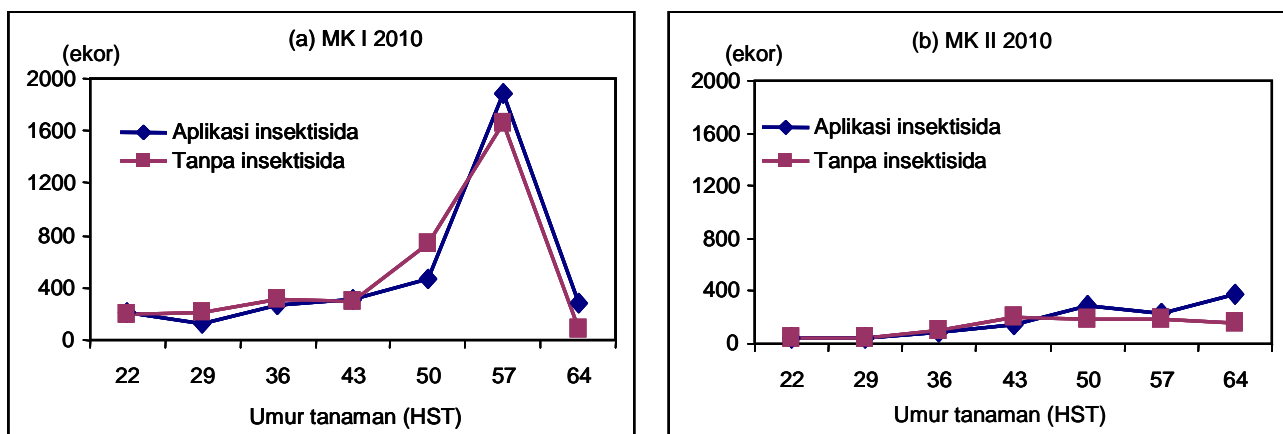 (a) MK I 2010
(ekor)
2000
1600
1200
800
400
0
Aplikasi insektisida
Tanpa insektisida
22 29 36 43 50 57 64
Umur tanaman (HST)
(b) MK II 2010
(ekor)
2000
1600
1200
800
400
0
Aplikasi insektisida
Tanpa insektisida
22 29 36 43 50 57 64
Umur tanaman (HST)